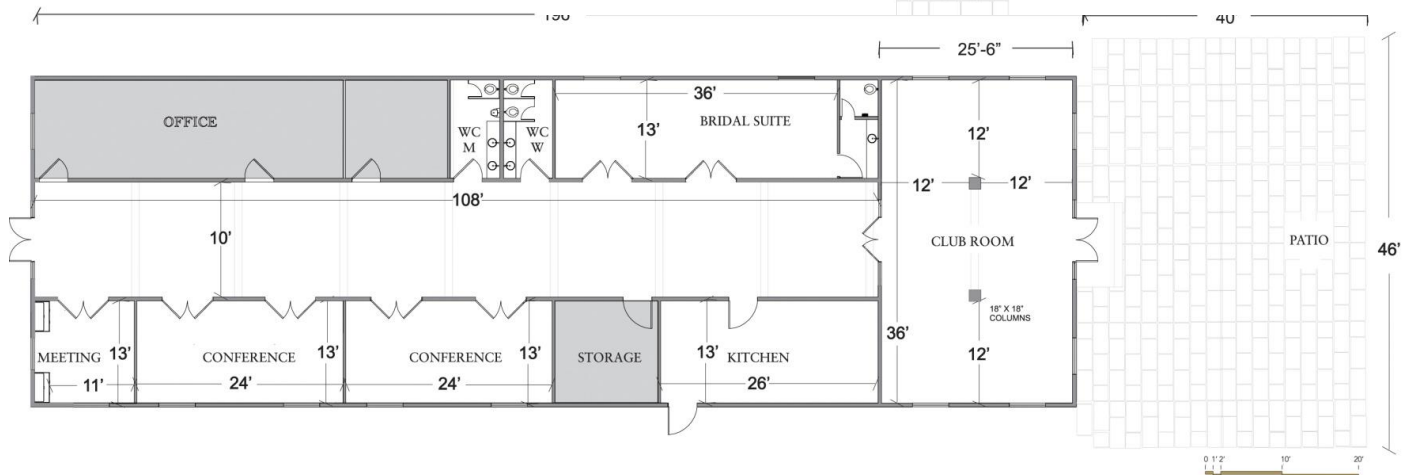 40'
25'-6"
OFFICE
WC
M
WC
W
36'
13'
BRIDAL SUITE
12'
12'
12'
108'
10'
CLUB ROOM
PATIO
46'
18" X 18"
COLUMNS
36'
12'
MEETING
13'
11'
CONFERENCE
13'
24'
CONFERENCE
13'
24'
STORAGE
13'
KITCHEN
26'
0 1' 2' 10' 20'